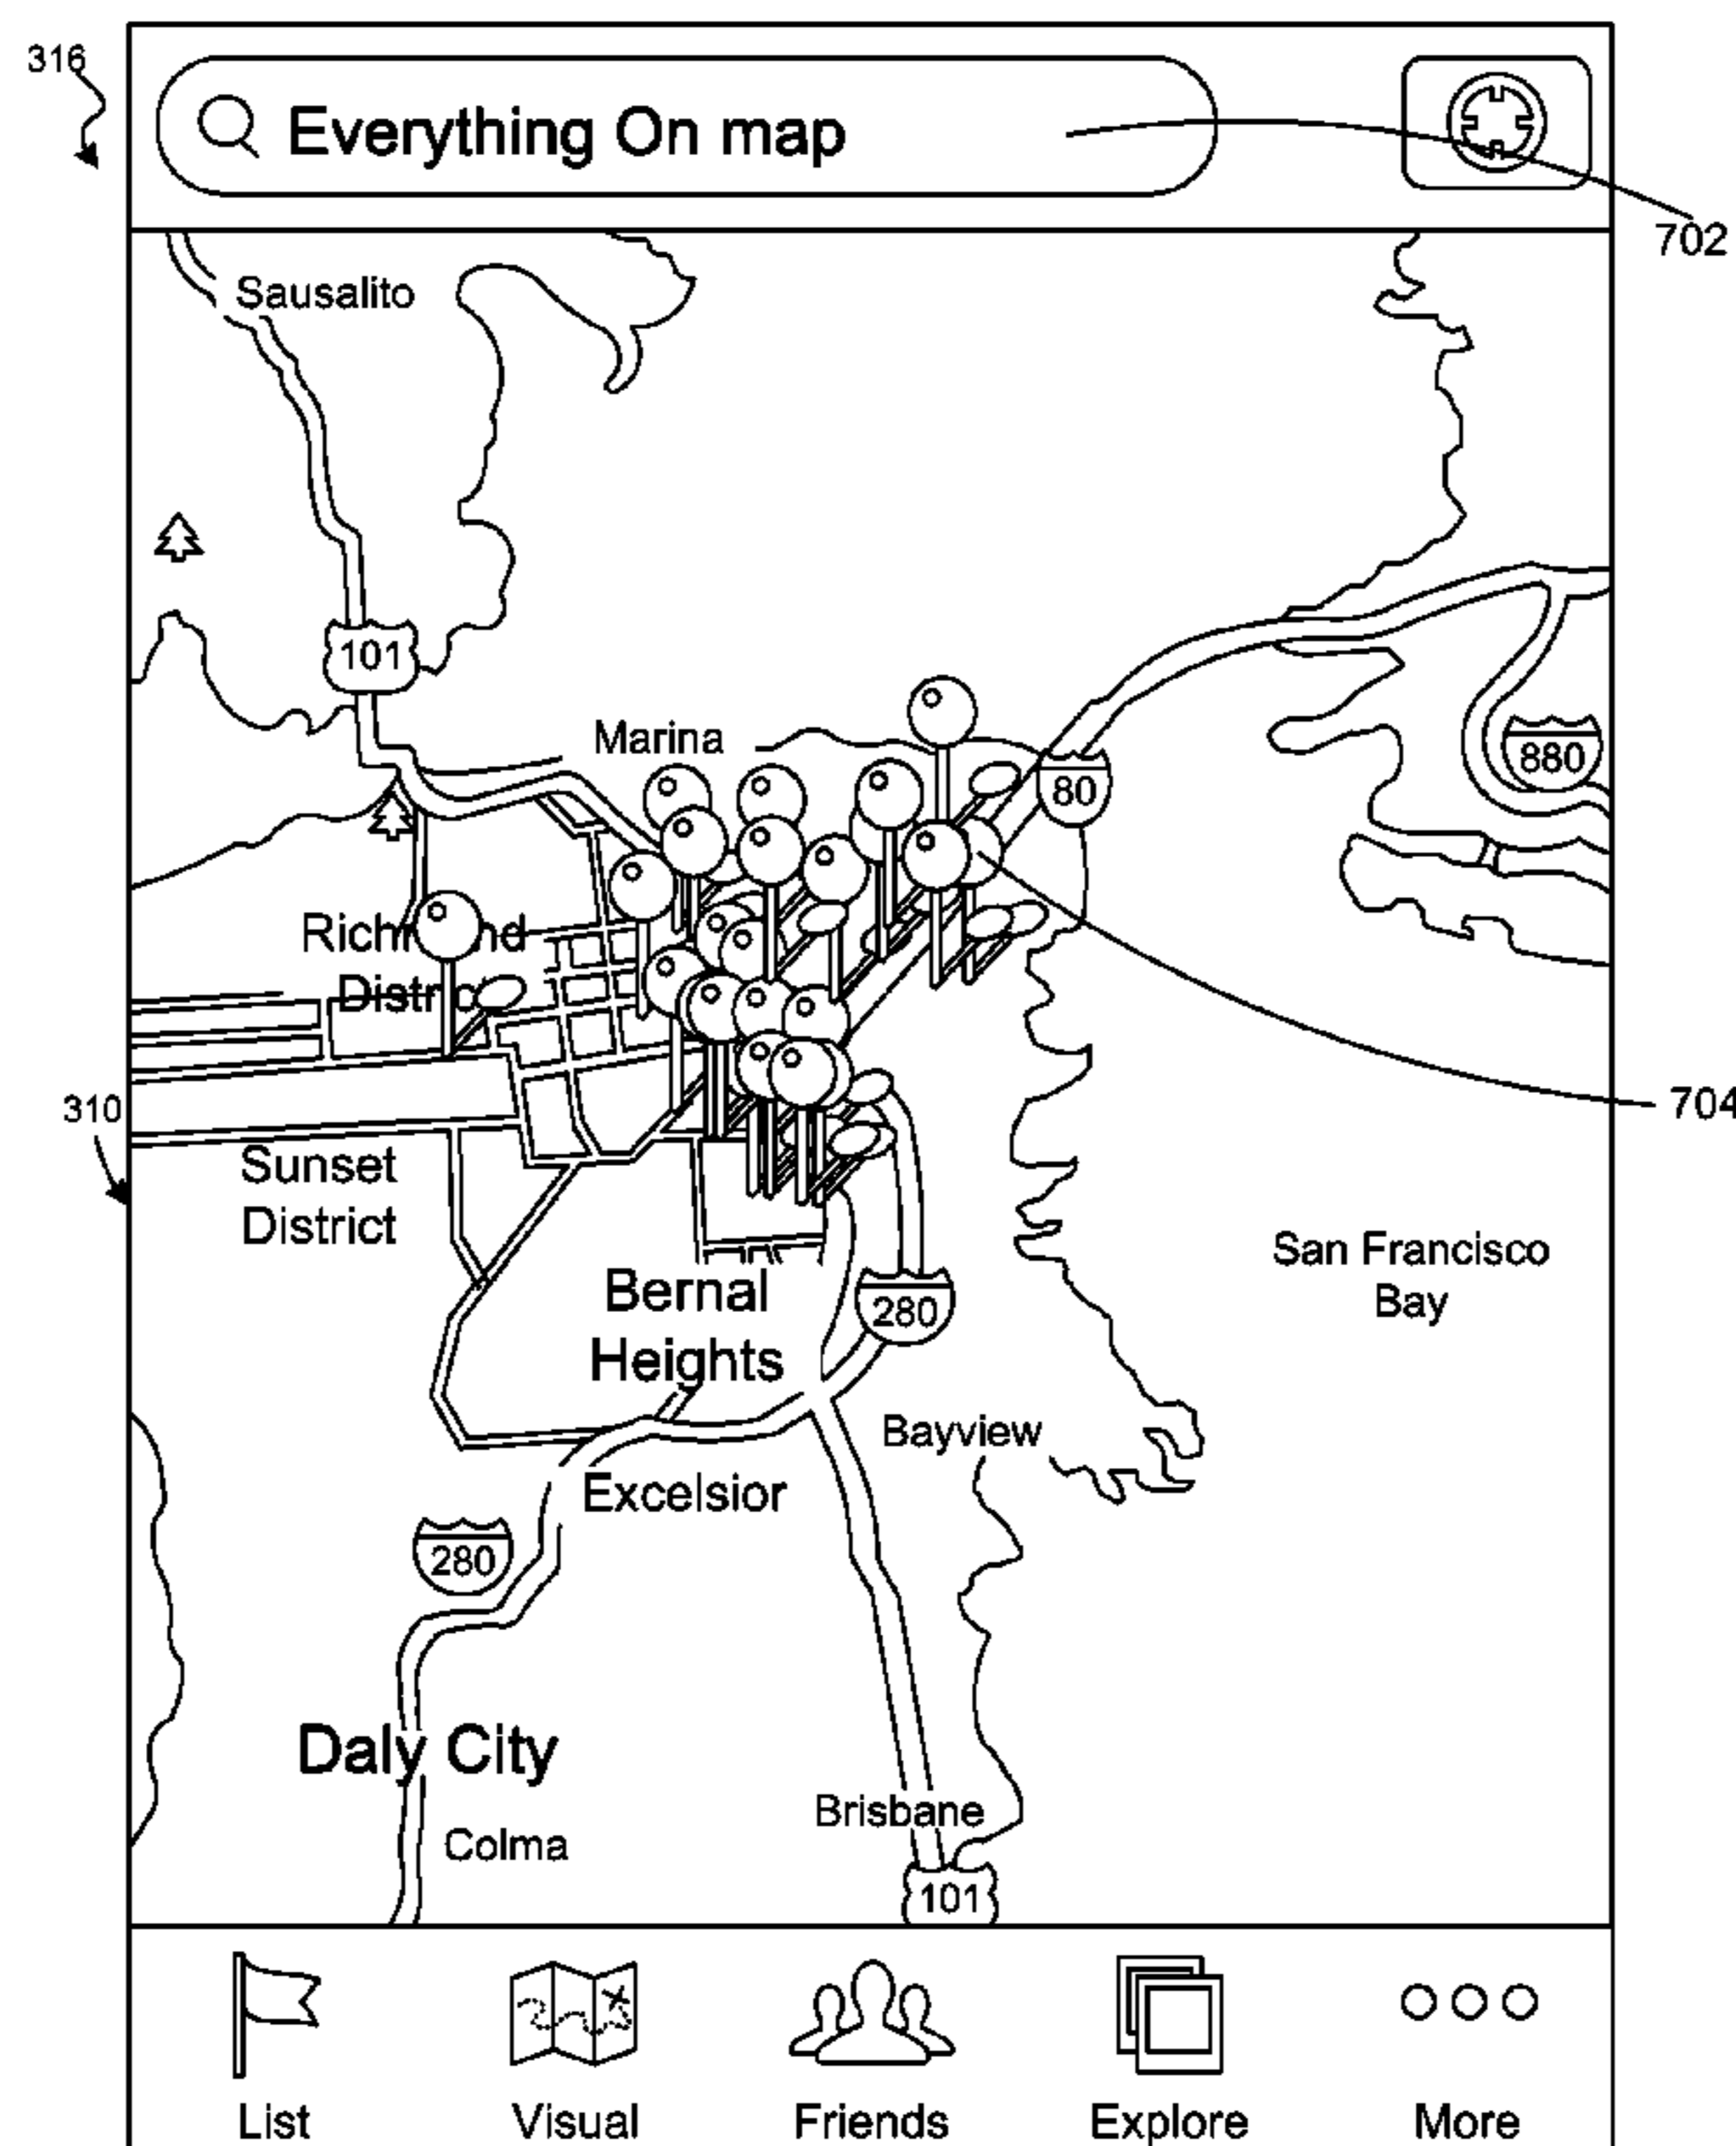 316
Everything On map
702
Sausalito
101
Marina
880
80
Richmond
District
704
310
Sunset
District
San Francisco
Bay
Bernal
Heights
280
Bayview
Excelsior
280
Daly City
Brisbane
Colma
101
List
Visual
Friends
Explore
More